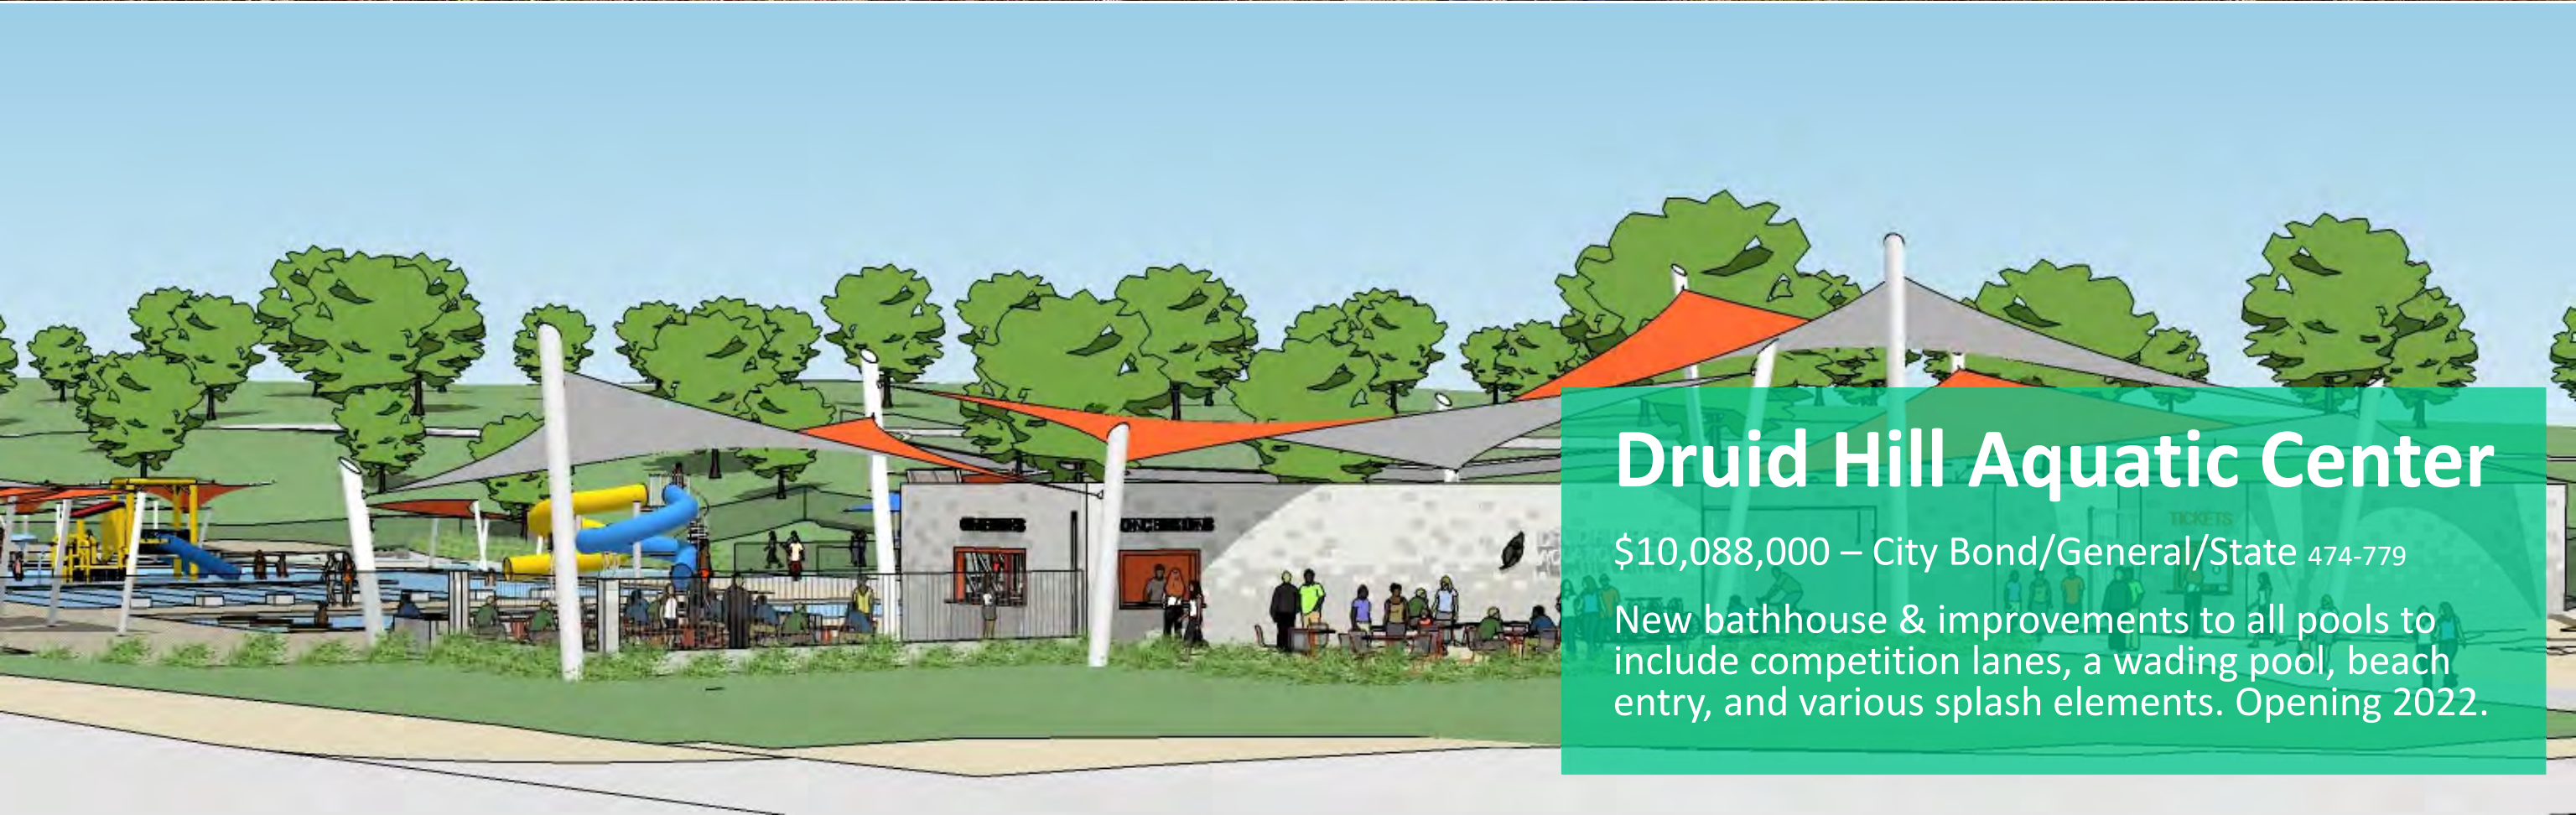 Druid Hill Aquatic Center
$10,088,000 – City Bond/General/State 474-779
TICKETS
New bathhouse & improvements to all pools to
include competition lanes, a wading pool, beach
entry, and various splash elements. Opening 2022.